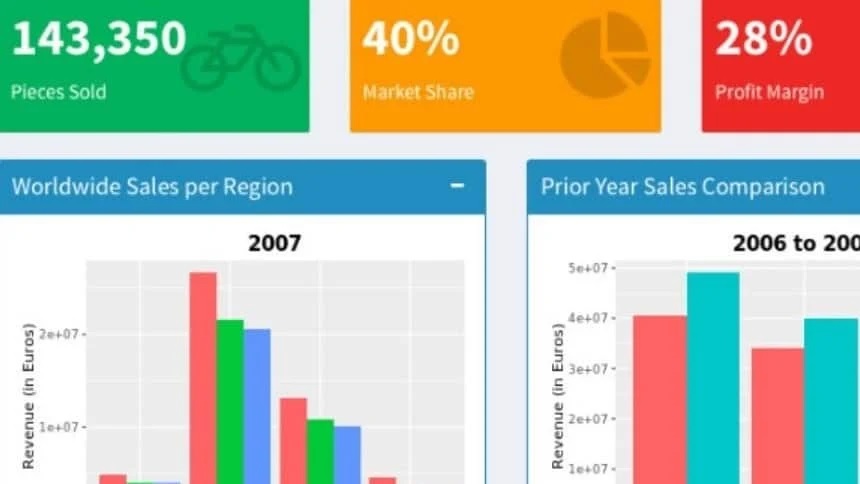 143,350
Pieces Sold
40%
Market Share
28%
Profit Margin
Worldwide Sales per Region
2007
2e+07
1e+07
Revenue (in Euros)
Prior Year Sales Comparison
2006 to 200
5e+07
4e+07
3e+07
2e+07
1e+07
Revenue (in Euros)